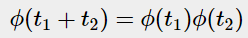 ϕ(t₁ + t₂) = ϕ(t₁)ϕ(t₂)